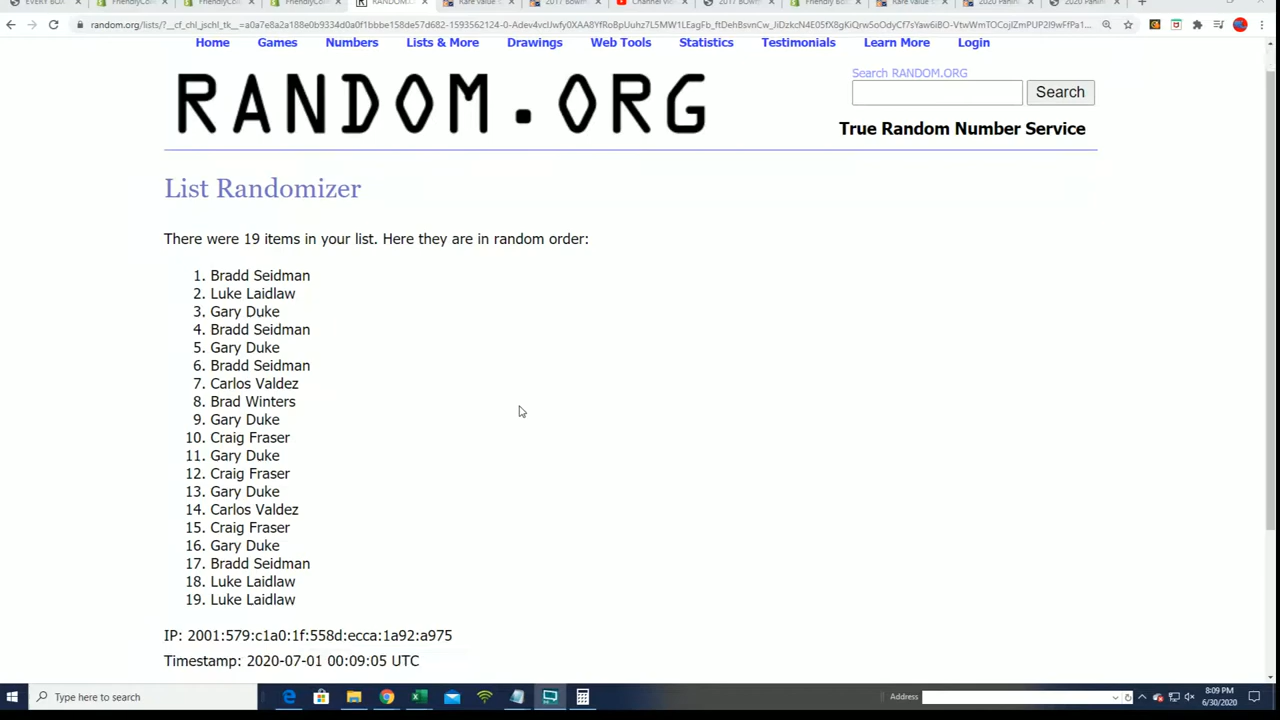 random.org/lists/?__cf_chl_jschl_tk__=a0a7e8a2a188e0b9334d0a0f1bbbe158de57d682-1593562124-0-Adev4vcUwfy0XAA8YfRoBpUuhz7L5MW1LEagFb_ftDehBsvnCw_JiDzkcN4E05fX8gKiQrw5oOdyCf7sYaw6iBO-VtwWmTOCojIZmPUP2I9wFfPa1...
Home Games Numbers Lists & More Drawings Web Tools Statistics Testimonials Learn More Login
RANDOM.ORG
Search RANDOM.ORG
Search
True Random Number Service
List Randomizer
There were 19 items in your list. Here they are in random order:
1. Bradd Seidman
2. Luke Laidlaw
3. Gary Duke
4. Bradd Seidman
5. Gary Duke
6. Bradd Seidman
7. Carlos Valdez
8. Brad Winters
9. Gary Duke
10. Craig Fraser
11. Gary Duke
12. Craig Fraser
13. Gary Duke
14. Carlos Valdez
15. Craig Fraser
16. Gary Duke
17. Bradd Seidman
18. Luke Laidlaw
19. Luke Laidlaw
IP: 2001:579:c1a0:1f:558d:ecca:1a92:a975
Timestamp: 2020-07-01 00:09:05 UTC
Type here to search
Address
8:09 PM
6/30/2020